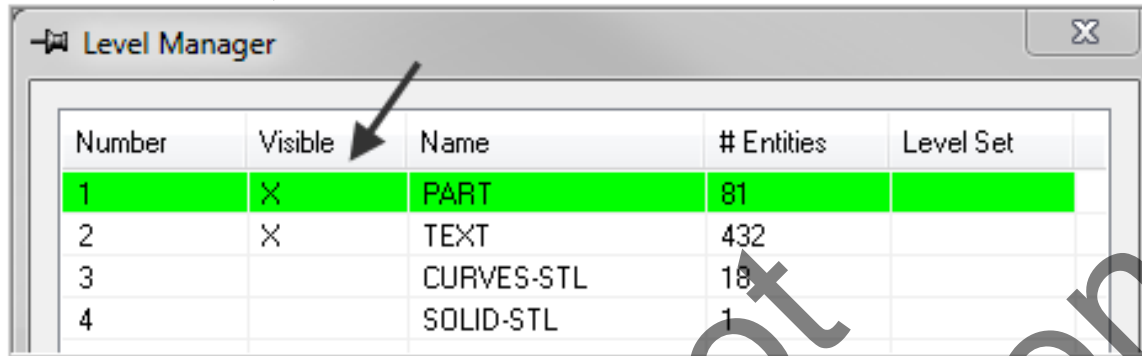 Level Manager
Number Visible Name # Entities Level Set
1 X PART 81
2 X TEXT 432
3 CURVES-STL 18
4 SOLID-STL 1